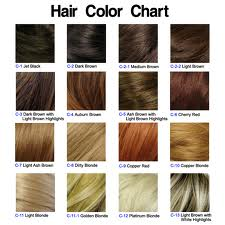 Hair Color Chart
C-1 Jet Black
C-2 Dark Brown
C-2-1 Medium Brown
C-2-2 Light Brown
C-3 Dark Brown with
Light Brown Highlights
C-4 Auburn Brown
C-5 Light Brown with
Light Brown Highlights
C-6 Cherry Red
C-7 Light Ash Brown
C-8 Dirty Blonde
C-9 Copper Red
C-10 Copper Blonde
C-11 Light Blonde
C-11-1 Golden Blonde
C-12 Platinum Blonde
C-13 Light Brown with
White Highlights